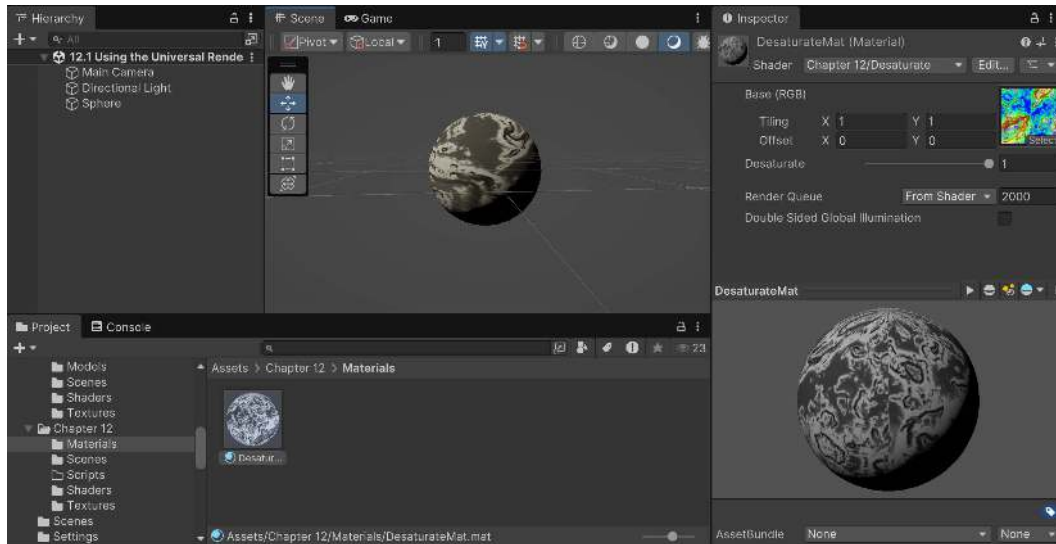 Hierarchy
All
12.1 Using the Universal Rende
Main Camera
Directional Light
Sphere
Scene
Game
Pivot
Local
1
Inspector
DesaturateMat (Material)
Shader
Chapter 12/Desaturate
Edit...
Base (RGB)
Tiling X 1 Y 1
Offset X 0 Y 0
Select
Desaturate 1
Render Queue From Shader 2000
Double Sided Global Illumination
DesaturateMat
AssetBundle None None
Project
Console
23
Models
Scenes
Shaders
Textures
Chapter 12
Materials
Scenes
Scripts
Shaders
Textures
Scenes
Settings
Assets > Chapter 12 > Materials
Desatur...
Assets/Chapter 12/Materials/DesaturateMat.mat